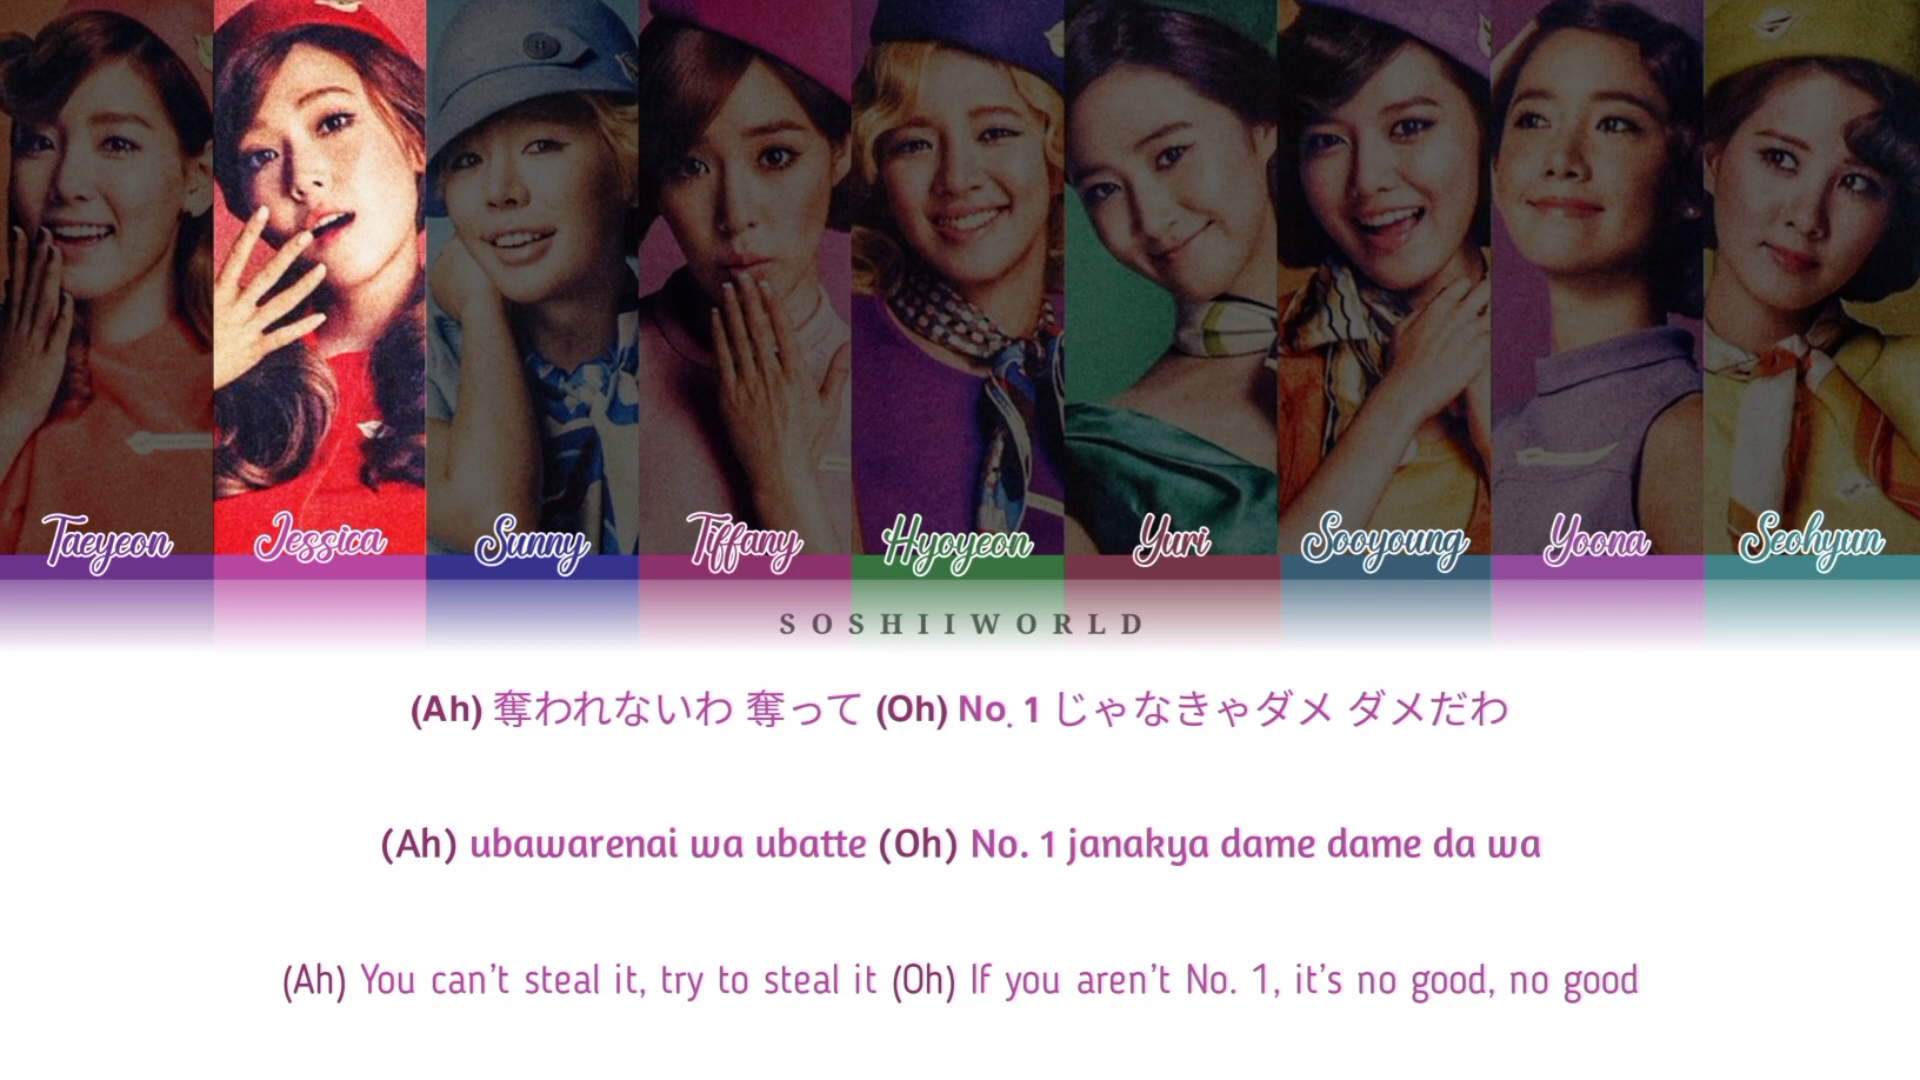 Taeyeon Jessica Sunny Tiffany Hyoyeon Yuri Sooyoung Yoona Seohyun
SOSHIIWORLD
(Ah) 奪われないわ 奪って (Oh) No. 1 じゃなきゃダメ ダメだわ
(Ah) ubawarenai wa ubatte (Oh) No. 1 janakya dame dame da wa
(Ah) You can't steal it, try to steal it (Oh) If you aren't No. 1, it's no good, no good